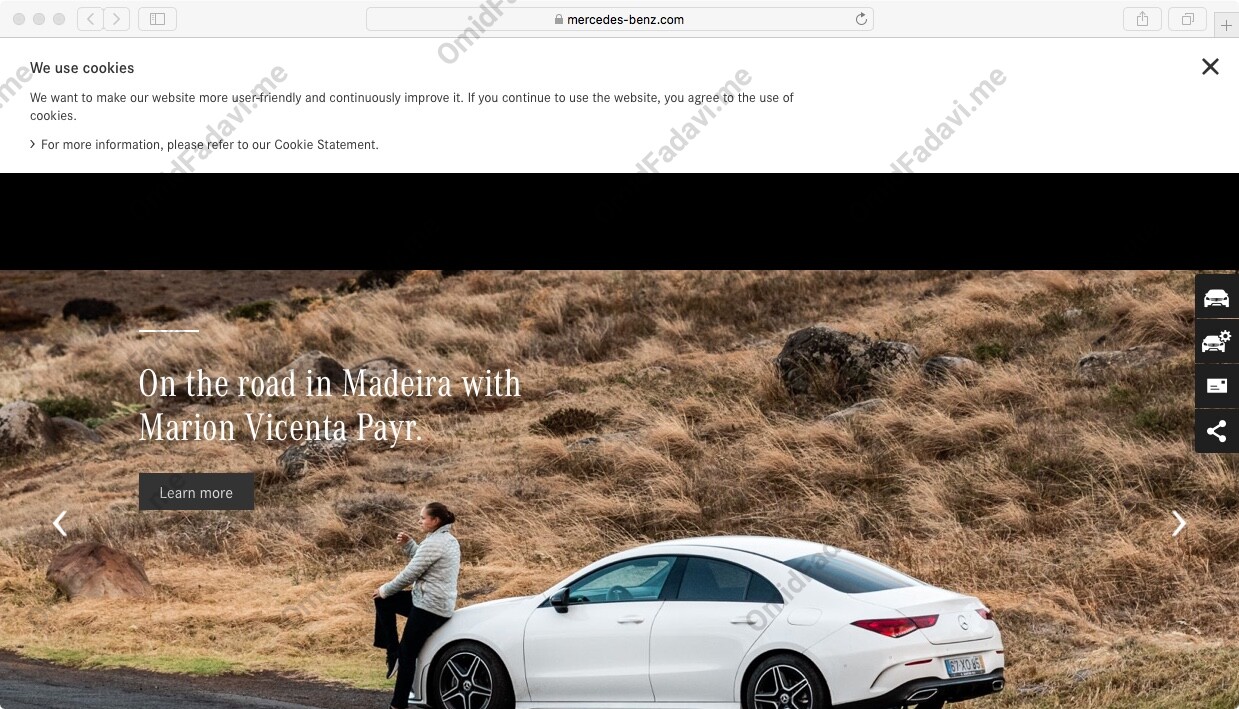 mercedes-benz.com
We use cookies
We want to make our website more user-friendly and continuously improve it. If you continue to use the website, you agree to the use of
cookies.
For more information, please refer to our Cookie Statement.
On the road in Madeira with
Marion Vicenta Payr.
Learn more
OmidFadavi.me